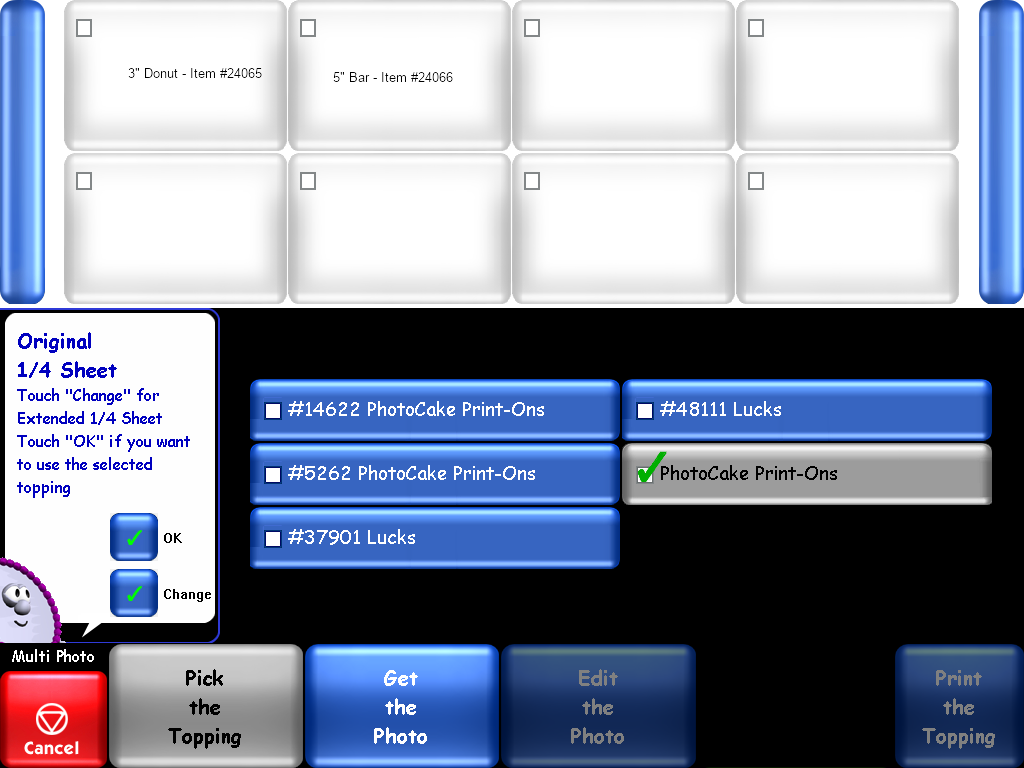 3" Donut - Item #24065
5" Bar - Item #24066
Original
1/4 Sheet
Touch "Change" for
Extended 1/4 Sheet
Touch "OK" if you want
to use the selected
topping
OK
Change
#14622 PhotoCake Print-Ons
#48111 Lucks
#5262 PhotoCake Print-Ons
PhotoCake Print-Ons
#37901 Lucks
Multi Photo
Cancel
Pick
the
Topping
Get
the
Photo
Edit
the
Photo
Print
the
Topping